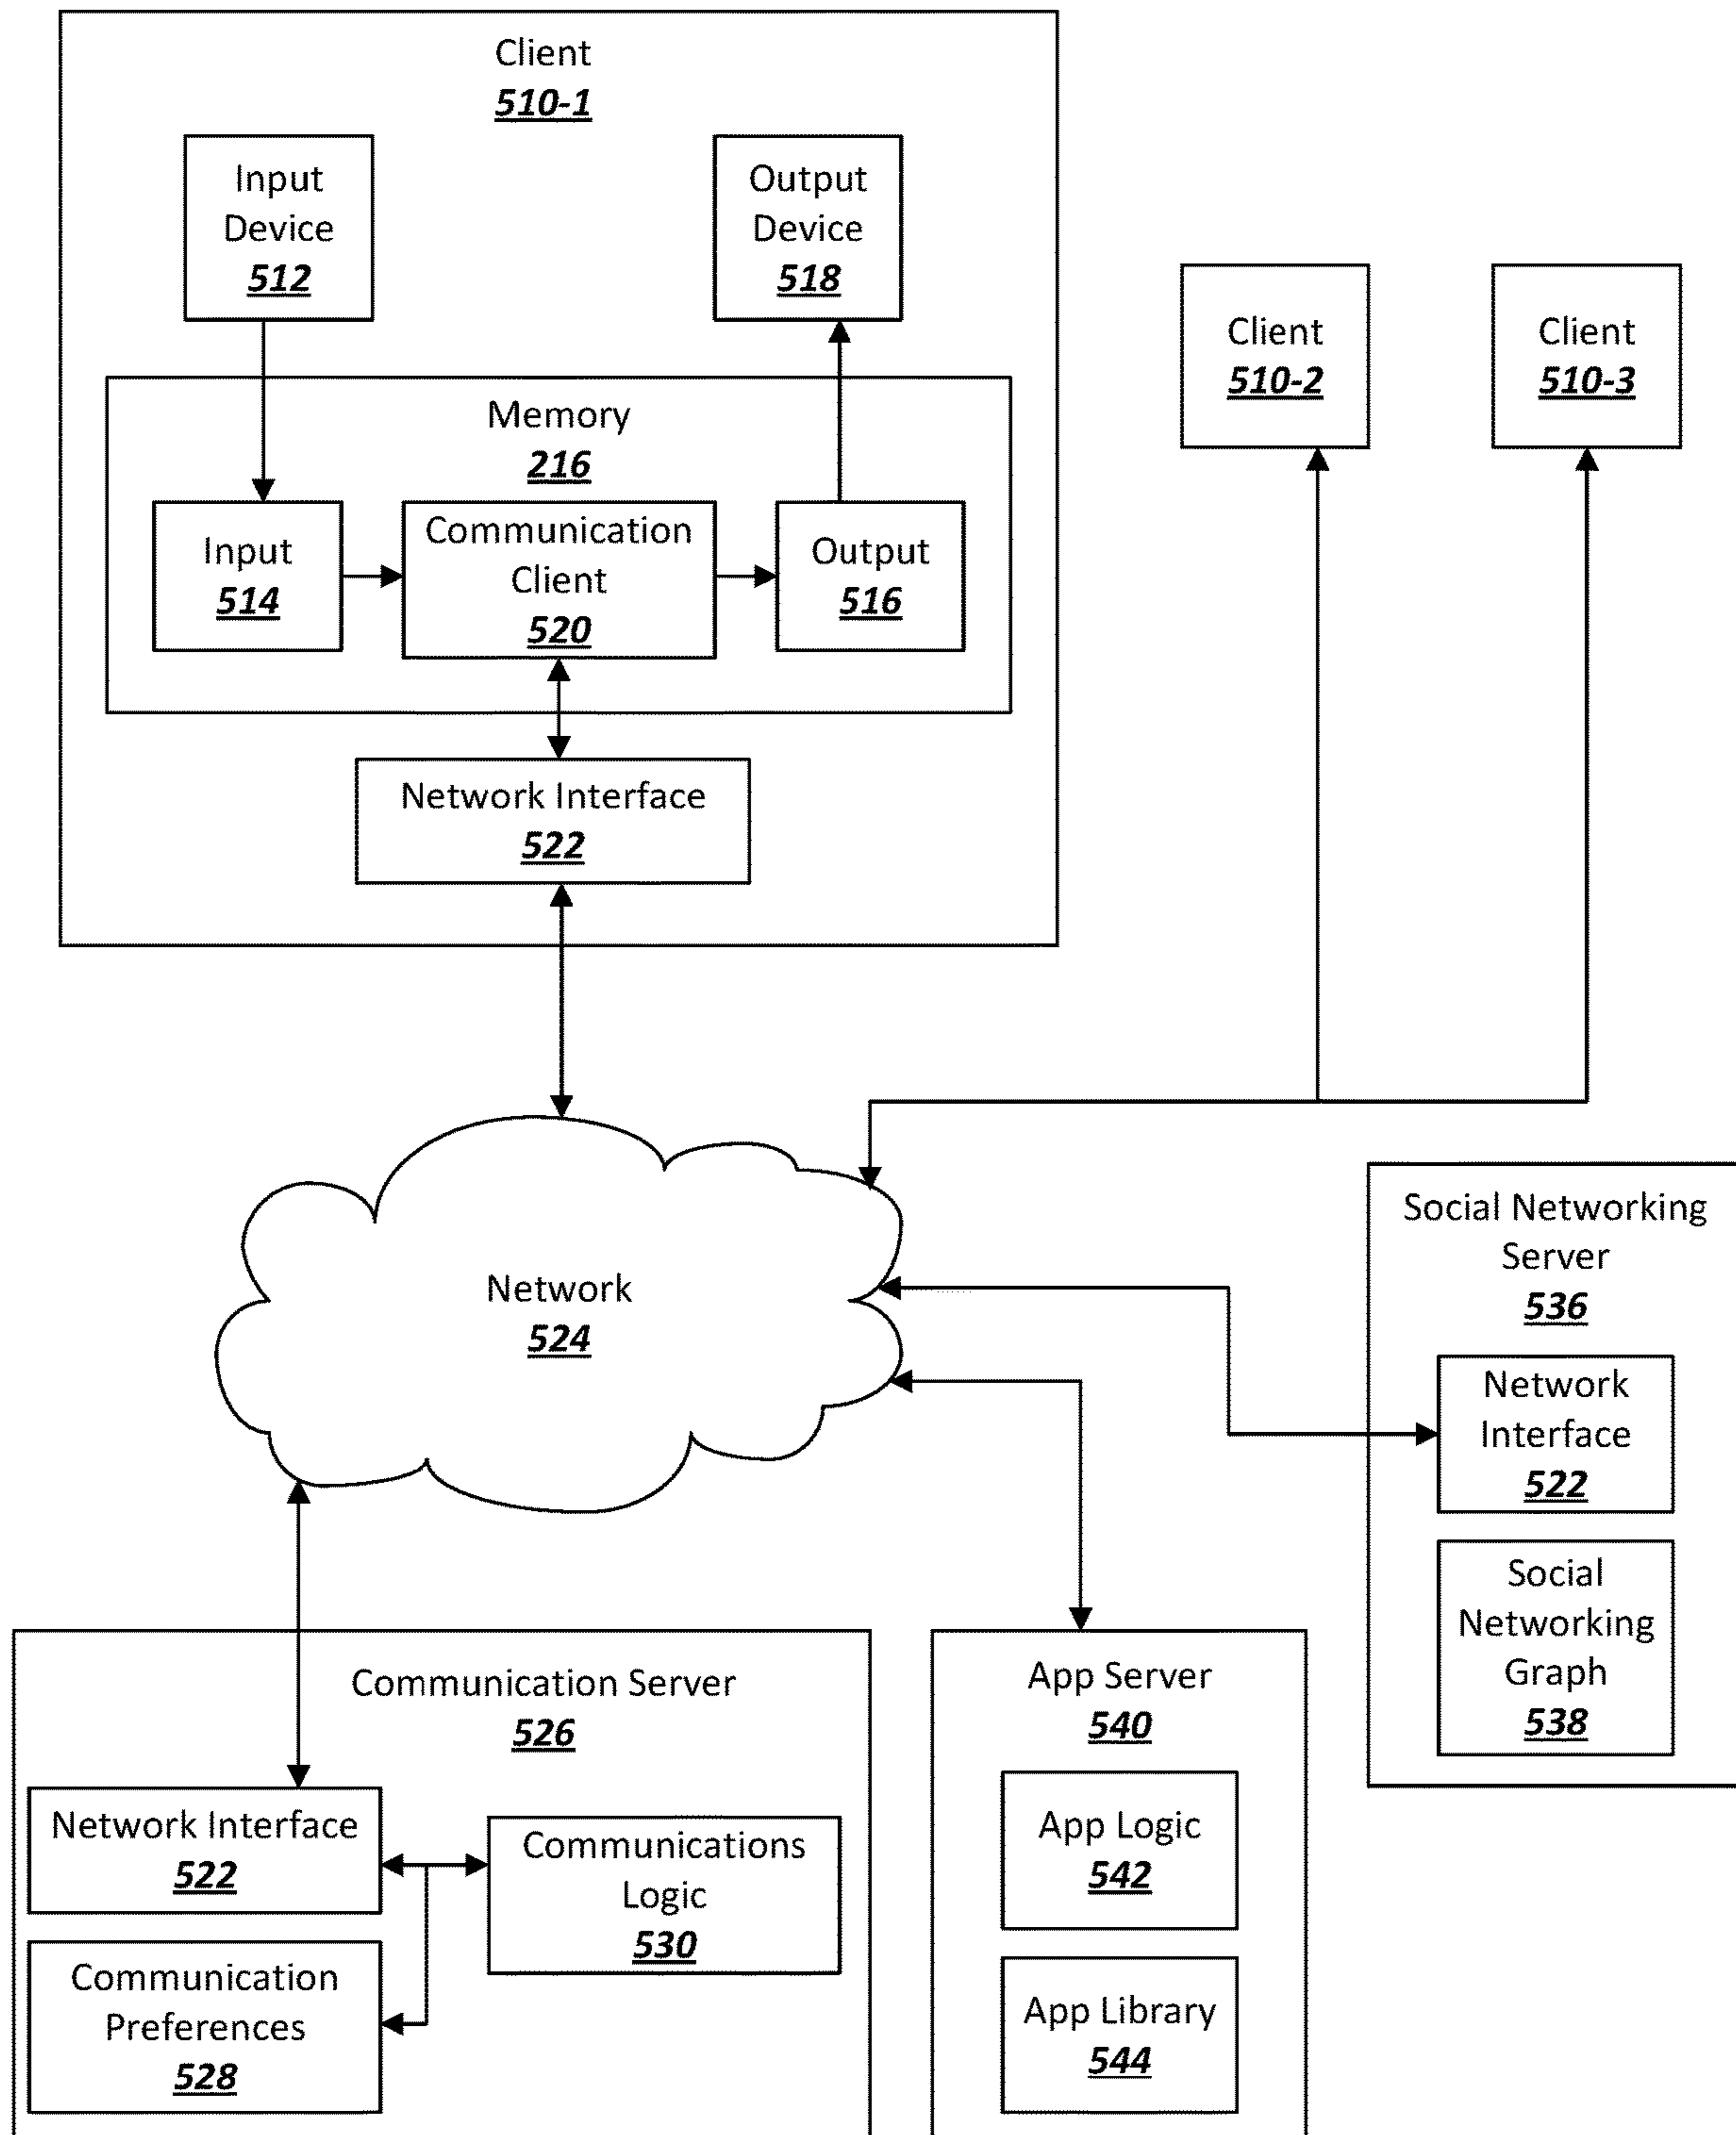 Client
510-1
Input
Device
512
Output
Device
518
Client
510-2
Client
510-3
Memory
216
Input
514
Communication
Client
520
Output
516
Network Interface
522
Network
524
Social Networking
Server
536
Network
Interface
522
Social
Networking
Graph
538
Communication Server
526
Network Interface
522
Communications
Logic
530
Communication
Preferences
528
App Server
540
App Logic
542
App Library
544